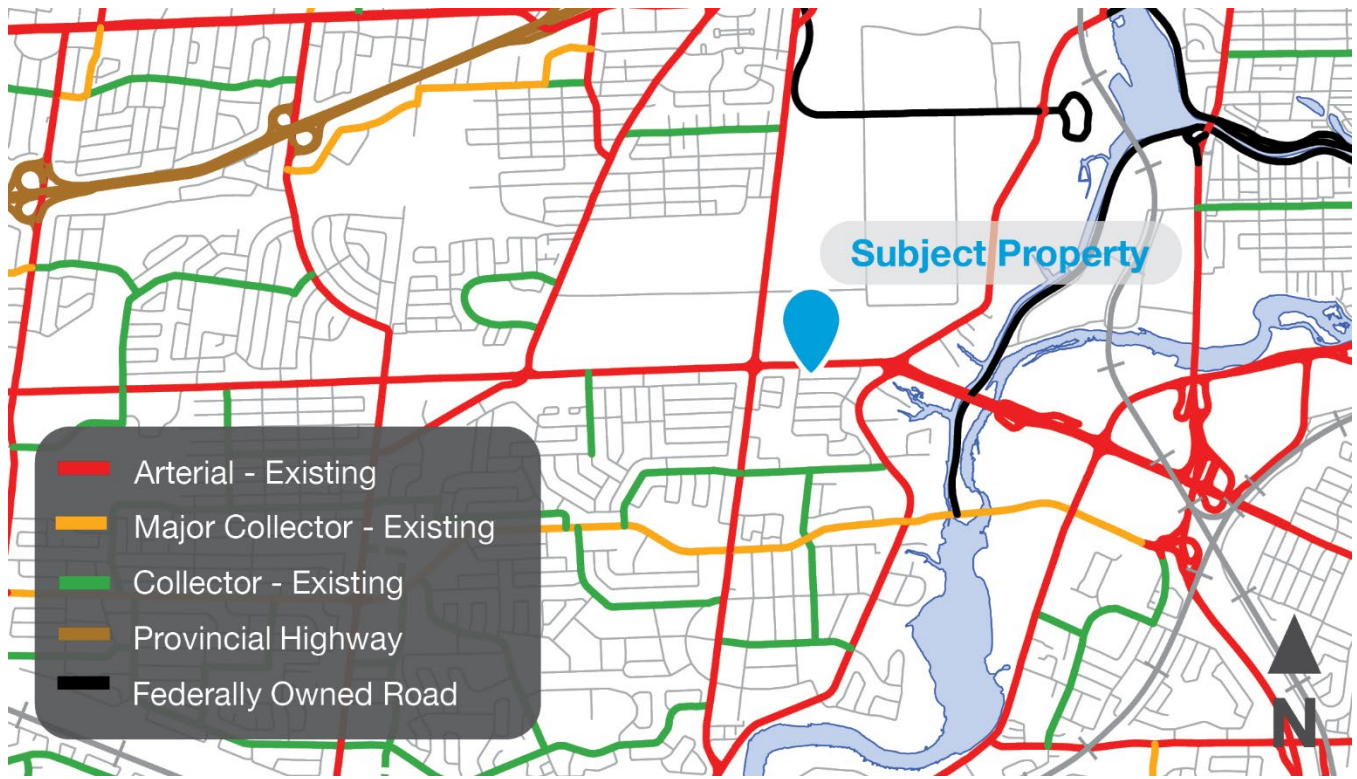 Subject Property
Arterial - Existing
Major Collector - Existing
Collector - Existing
Provincial Highway
Federally Owned Road
N